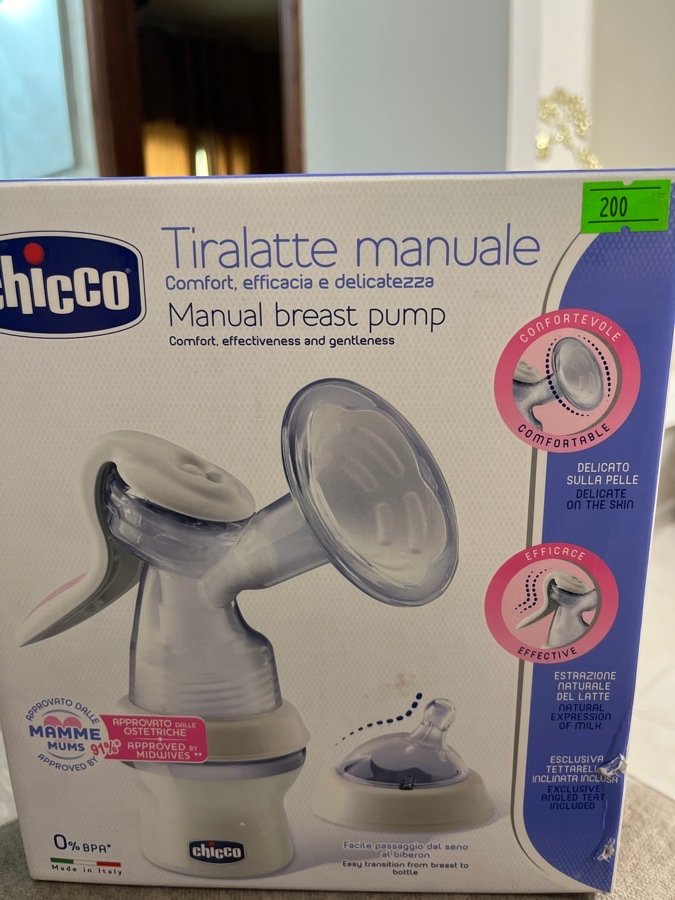 200
chicco
Tiralatte manuale
Comfort, efficacia e delicatezza
Manual breast pump
Comfort, effectiveness and gentleness
CONFORTEVOLE
COMFORTABLE
DELICATO
SULLA PELLE
DELICATE
ON THE SKIN
EFFICACE
EFFECTIVE
ESTRAZIONE
NATURALE
DEL LATTE
NATURAL
EXPRESSION
OF MILK
ESCLUSIVA
TETTARELLA
INCLINATA INCLUSA
EXCLUSIVE
ANGLED TEAT
INCLUDED
APPROVATO DALLE
MAMME
MUMS
APPROVED BY
91%*
APPROVATO DALLE
OSTETRICHE
+
APPROVED BY
MIDWIVES **
0% BPA*
Made in Italy
chicco
Facile passaggio dal seno
al biberon
Easy transition from breast to
bottle